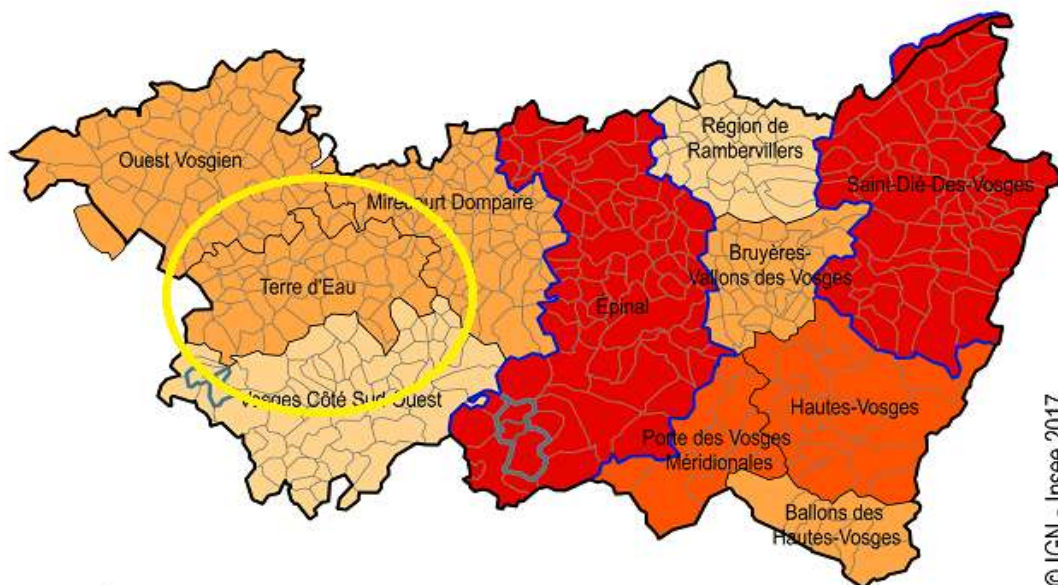 Ouest Vosgien
Mirecourt Dompaire
Région de
Rambervillers
Saint-Dié-Des-Vosges
Terre d'Eau
Bruyères-
Vallons des Vosges
Épinal
Vosges Côté Sud Ouest
Hautes-Vosges
Porte des Vosges
Méridionales
Ballons des
Hautes-Vosges
© IGN - Insee 2017